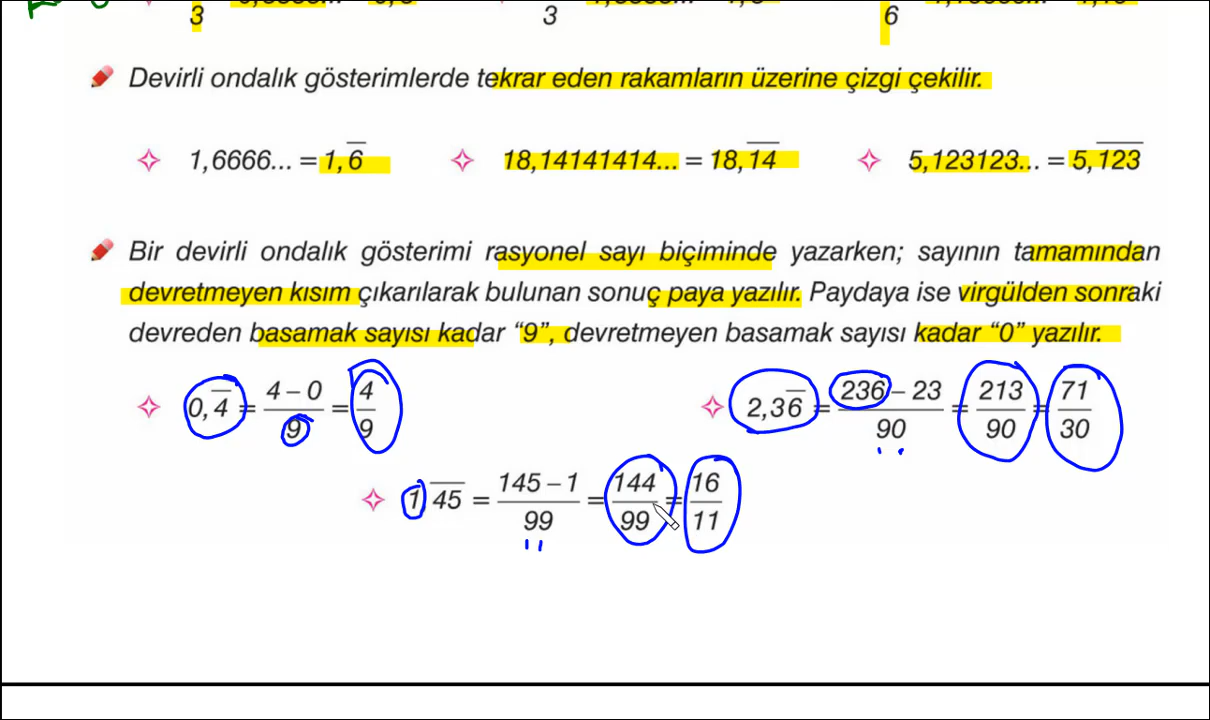 3 3 6
Devirli ondalık gösterimlerde tekrar eden rakamların üzerine çizgi çekilir.
1,6666... = 1,6̅ 18,14141414... = 18,1̅4̅ 5,123123... = 5,1̅2̅3̅
Bir devirli ondalık gösterimi rasyonel sayı biçiminde yazarken; sayının tamamından
devretmeyen kısım çıkarılarak bulunan sonuç paya yazılır. Paydaya ise virgülden sonraki
devreden basamak sayısı kadar “9”, devretmeyen basamak sayısı kadar “0” yazılır.
0,4̅ = (4 – 0)/9 = 4/9 2,36̅ = (236 – 23)/90 = 213/90 = 71/30
1 4̅5̅ = (145 – 1)/99 = 144/99 = 16/11